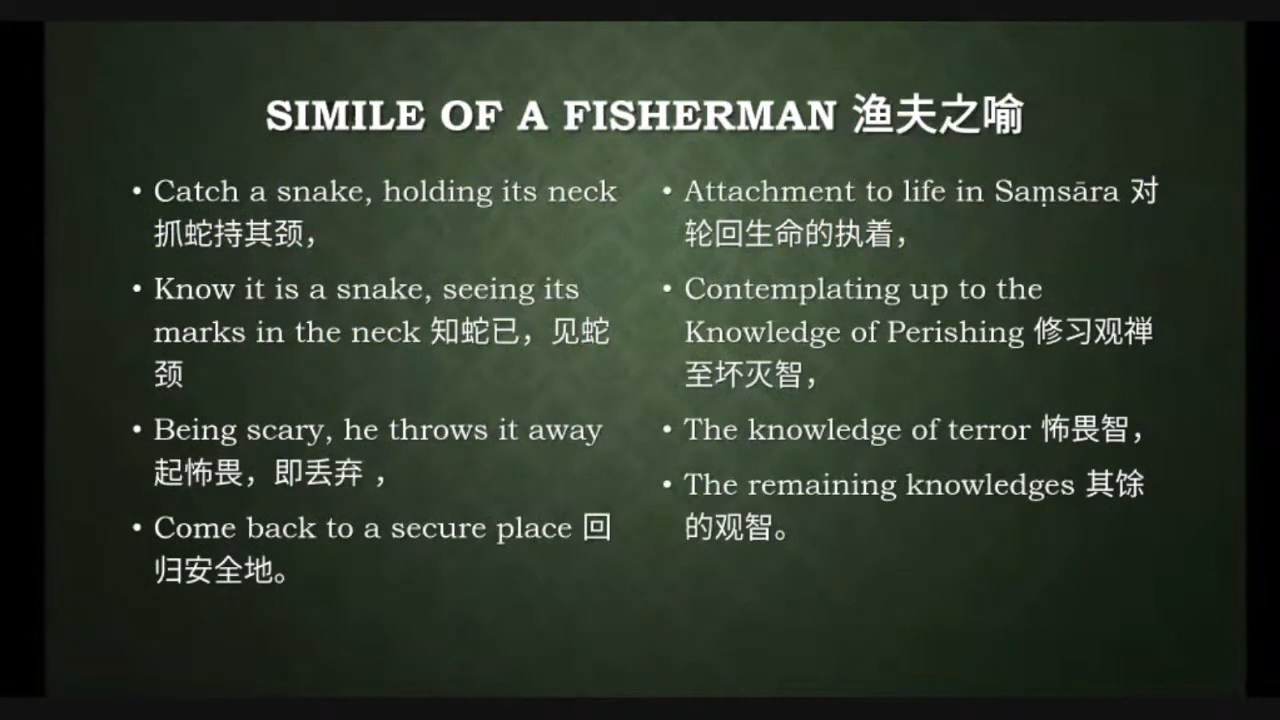 SIMILE OF A FISHERMAN 渔夫之喻
• Catch a snake, holding its neck
抓蛇持其颈，
• Know it is a snake, seeing its
marks in the neck 知蛇已，见蛇
颈
• Being scary, he throws it away
起怖畏，即丢弃 ，
• Come back to a secure place 回
归安全地。
• Attachment to life in Saṃsāra 对
轮回生命的执着，
• Contemplating up to the
Knowledge of Perishing 修习观禅
至坏灭智，
• The knowledge of terror 怖畏智，
• The remaining knowledges 其馀
的观智。